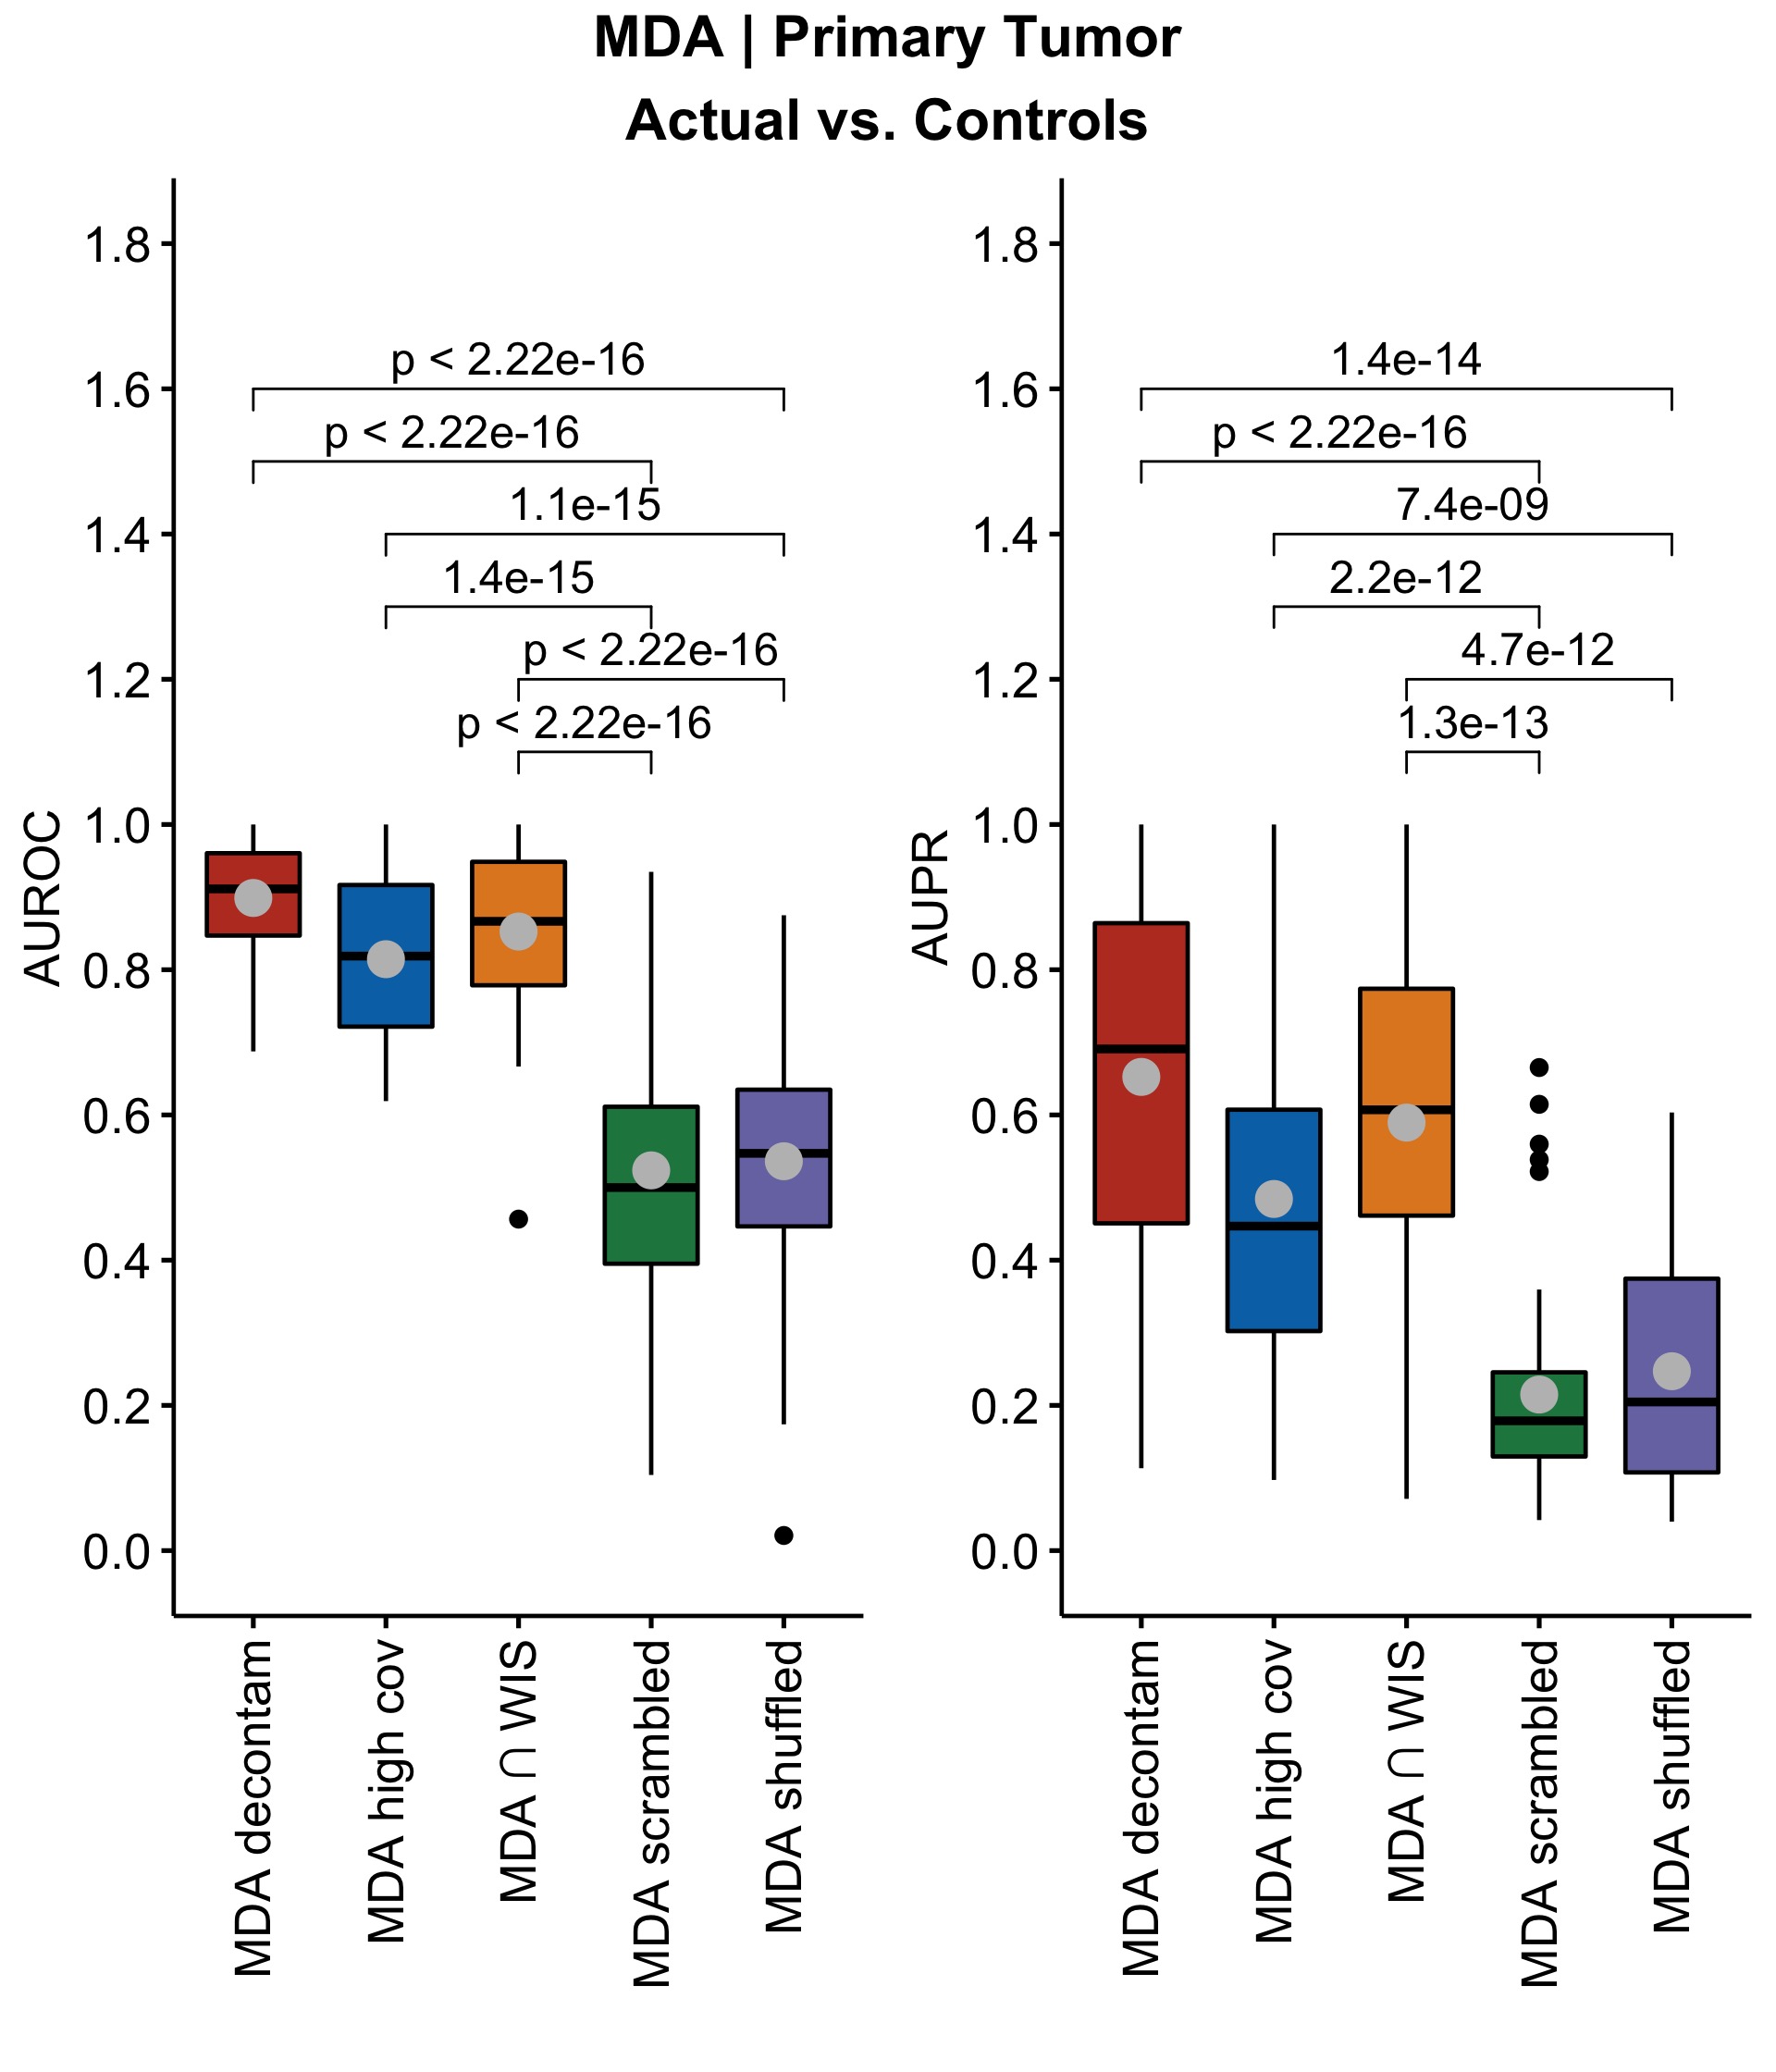 MDA | Primary Tumor
Actual vs. Controls
AUROC
1.8
1.6
1.4
1.2
1.0
0.8
0.6
0.4
0.2
0.0
p < 2.22e-16
p < 2.22e-16
1.1e-15
1.4e-15
p < 2.22e-16
p < 2.22e-16
MDA decontam
MDA high cov
MDA ∩ WIS
MDA scrambled
MDA shuffled
AUPR
1.8
1.6
1.4
1.2
1.0
0.8
0.6
0.4
0.2
0.0
1.4e-14
p < 2.22e-16
7.4e-09
2.2e-12
4.7e-12
1.3e-13
MDA decontam
MDA high cov
MDA ∩ WIS
MDA scrambled
MDA shuffled